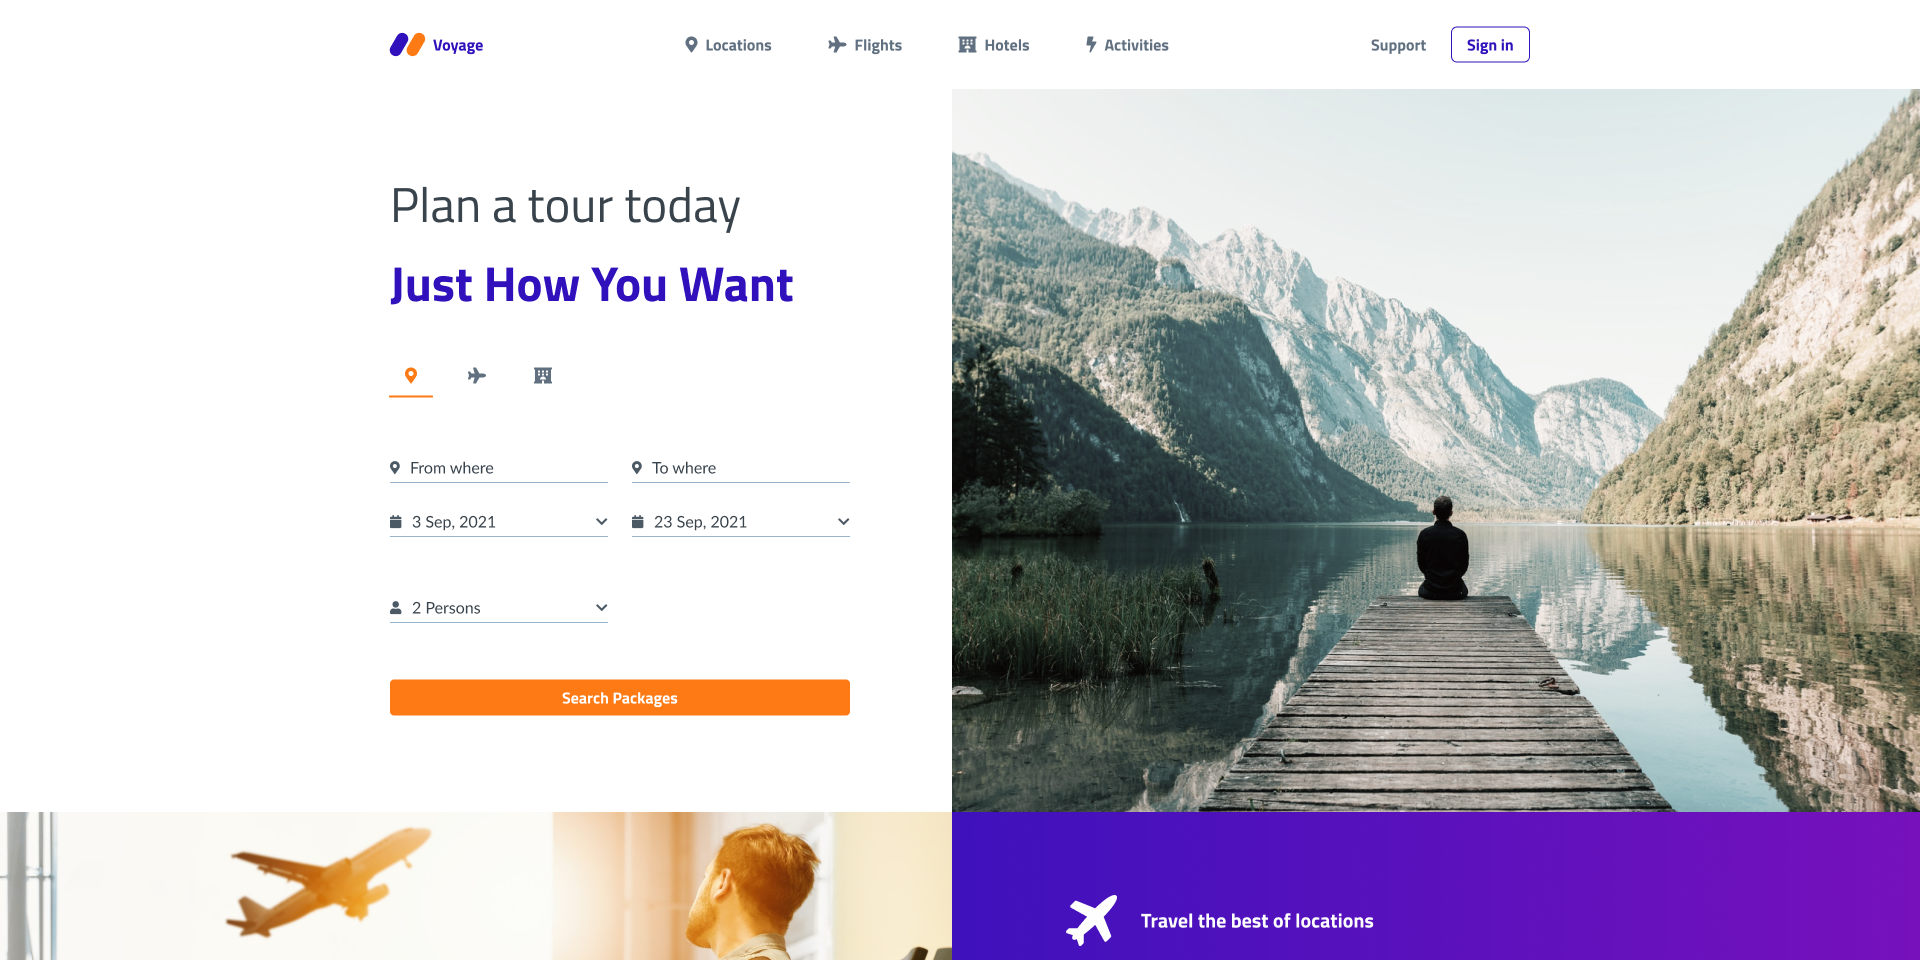 Voyage
Locations
Flights
Hotels
Activities
Support
Sign in
Plan a tour today
Just How You Want
From where
To where
3 Sep, 2021
23 Sep, 2021
2 Persons
Search Packages
Travel the best of locations